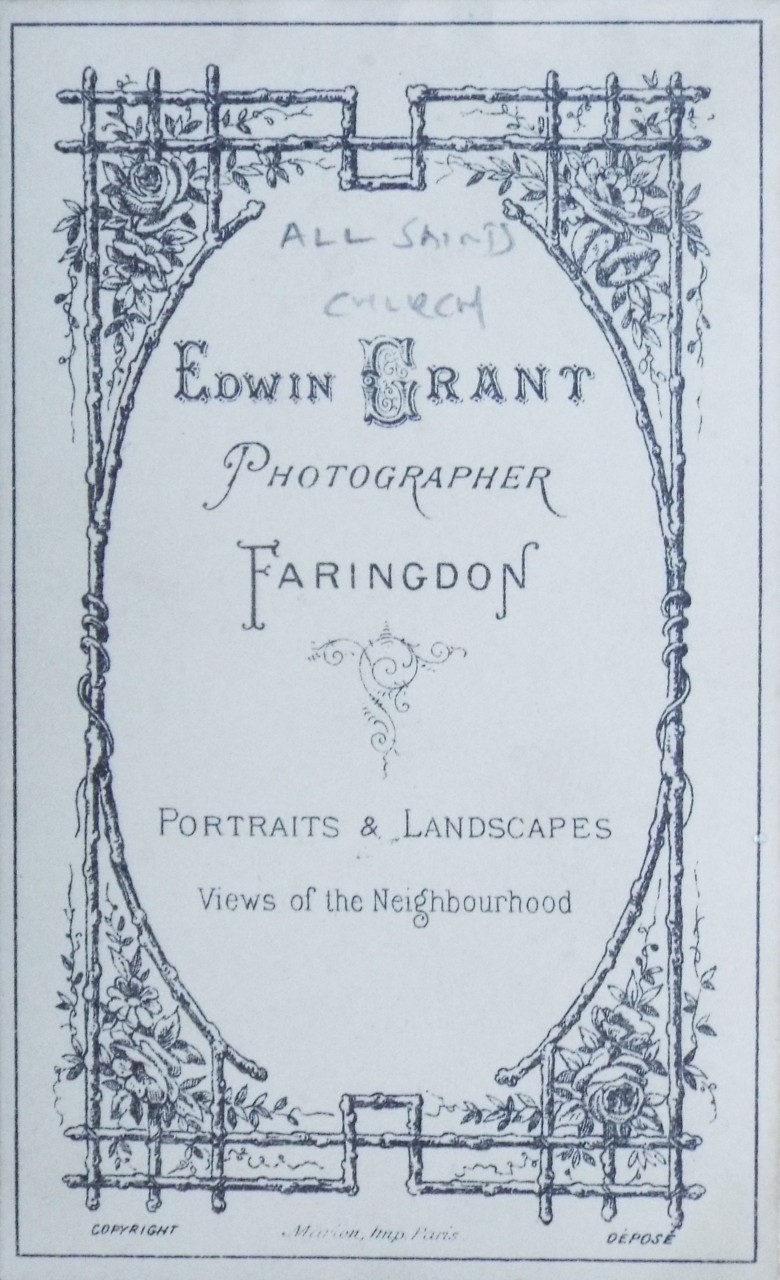 ALL SAINTS
CHURCH
EDWIN GRANT
PHOTOGRAPHER
FARINGDON
PORTRAITS & LANDSCAPES
Views of the Neighbourhood
COPYRIGHT
Marion, Imp. Paris
DÉPOSÉ